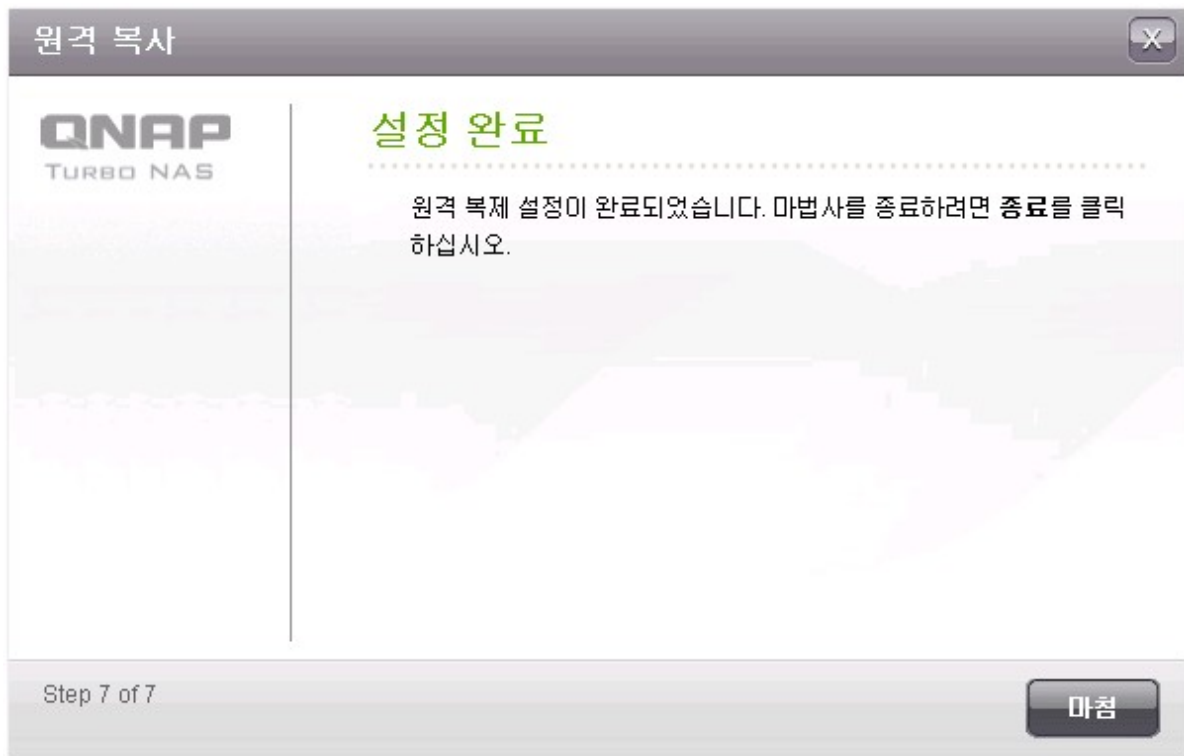 원격 복사
X
QNAP
TURBO NAS
설정 완료
원격 복제 설정이 완료되었습니다. 마법사를 종료하려면 종료를 클릭
하십시오.
Step 7 of 7
마침